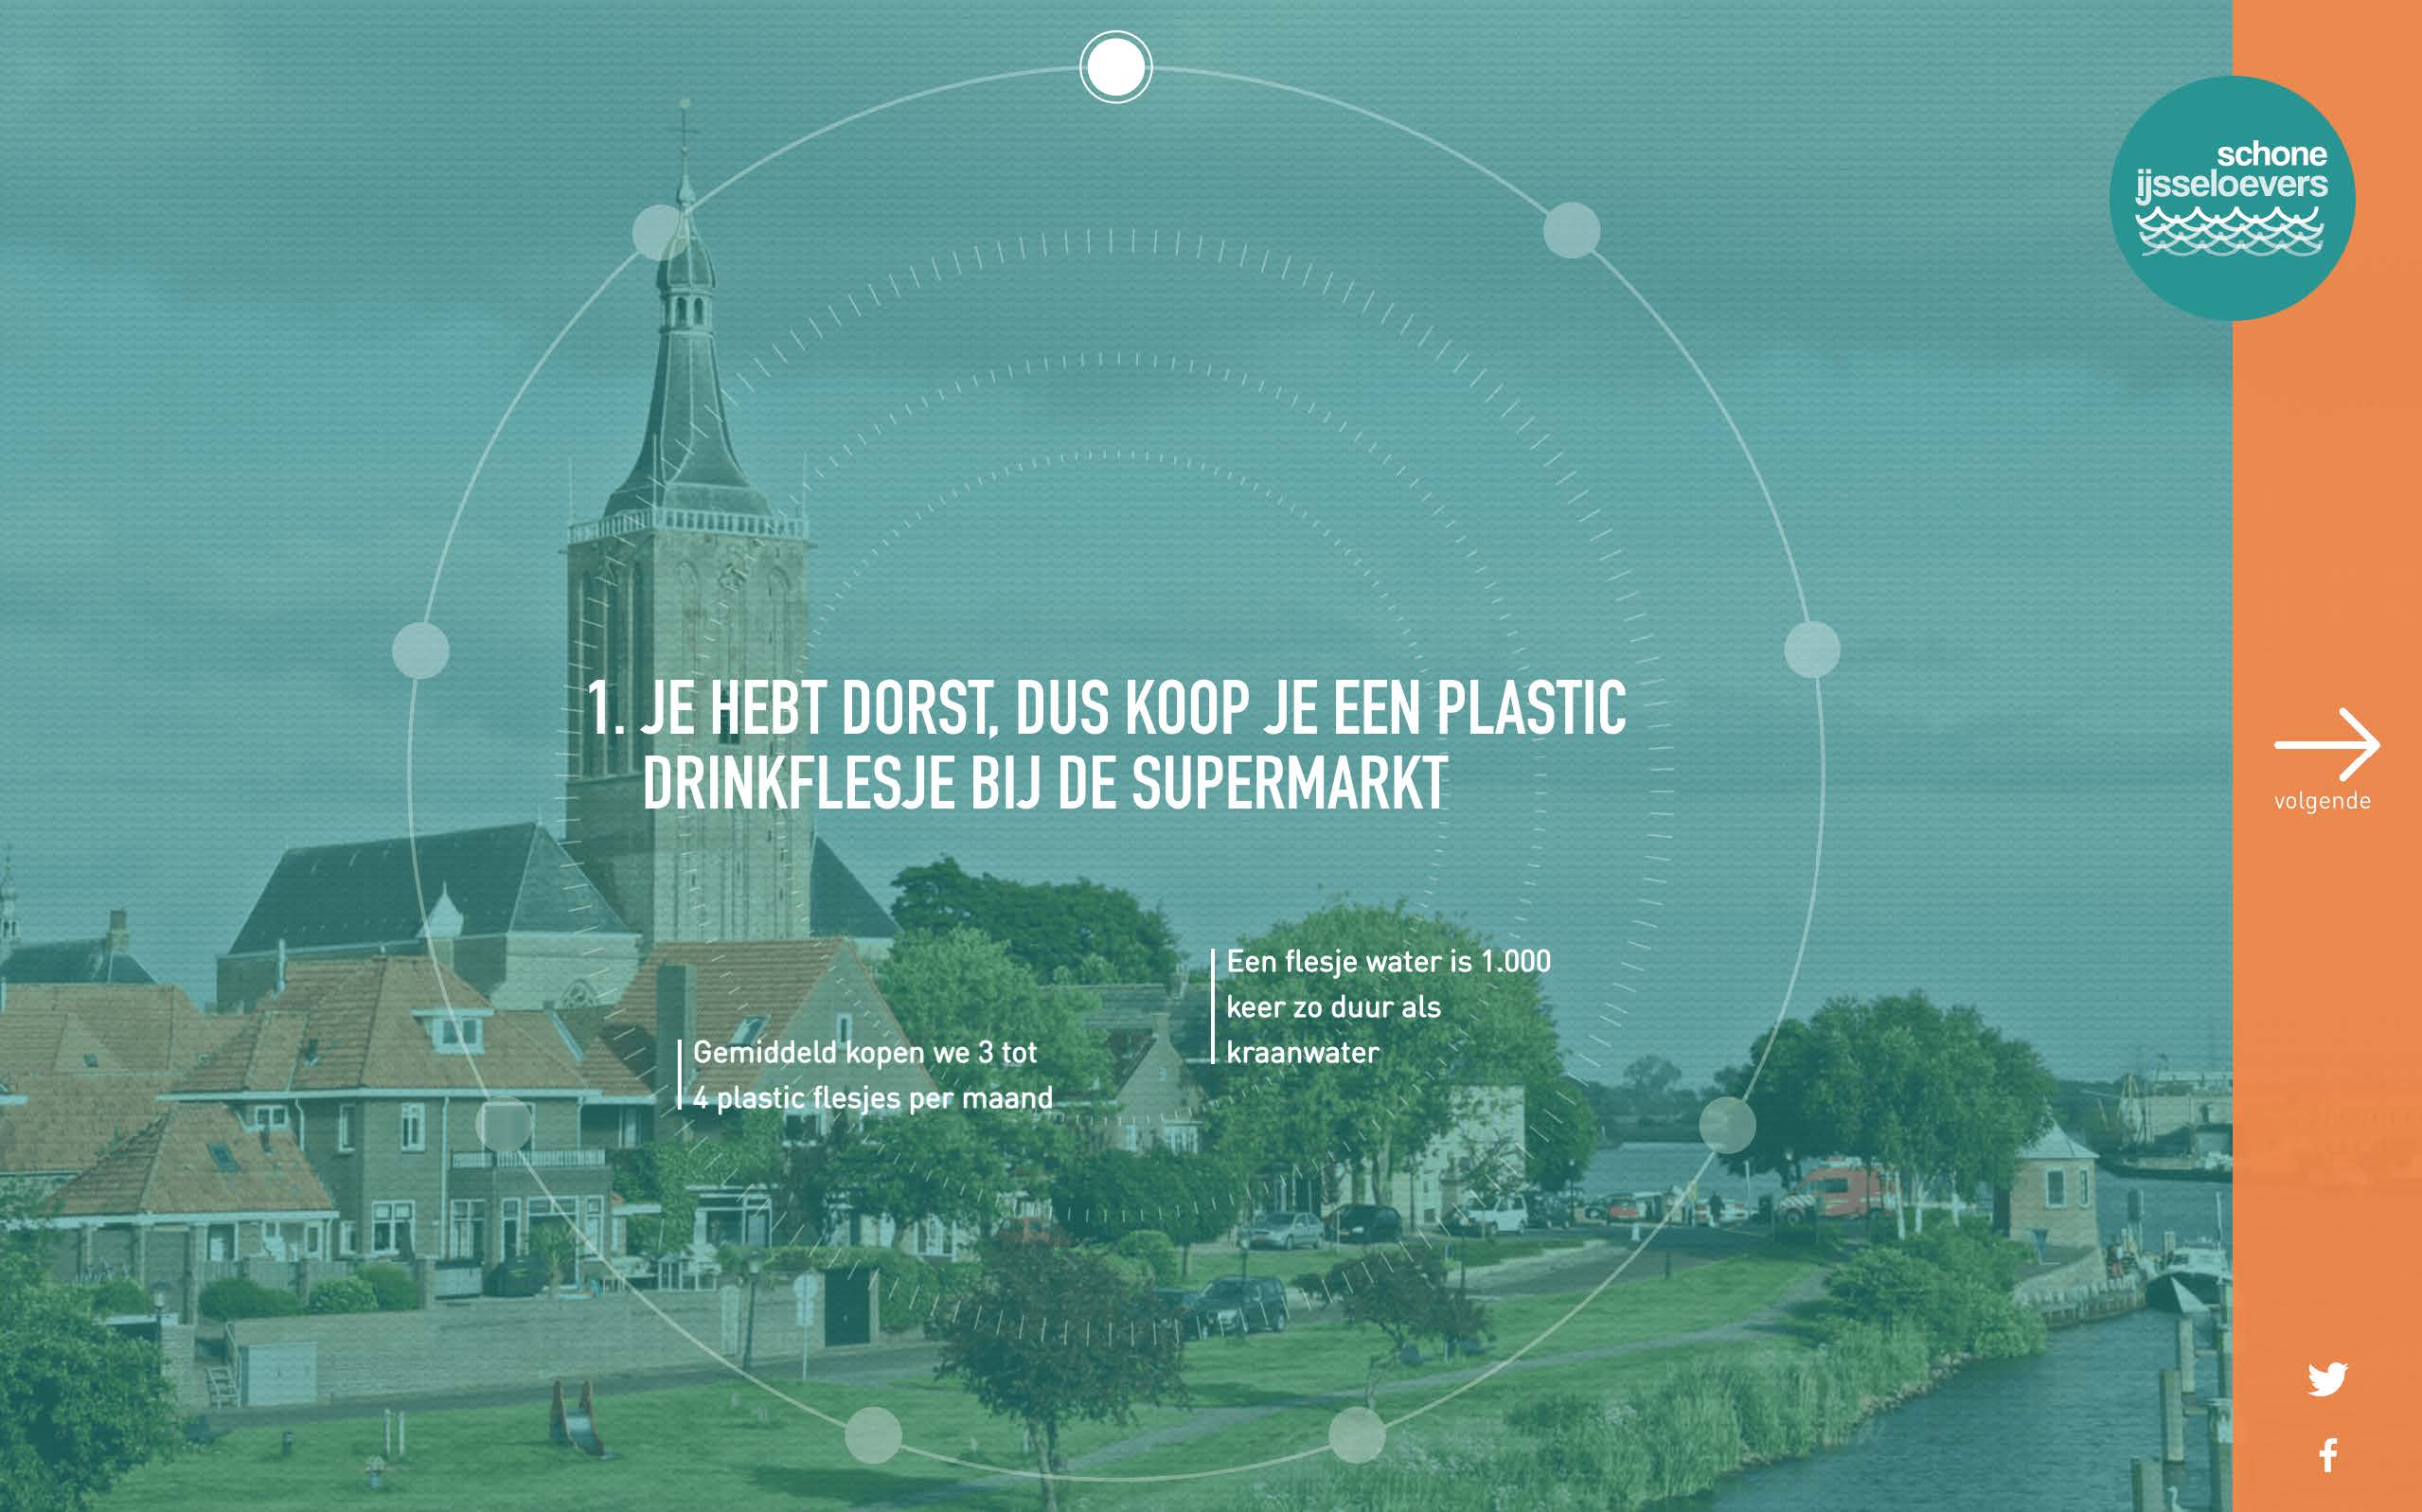 schone
ijsseloevers
1. JE HEBT DORST, DUS KOOP JE EEN PLASTIC
DRINKFLESJE BIJ DE SUPERMARKT
volgende
Een flesje water is 1.000
keer zo duur als
kraanwater
Gemiddeld kopen we 3 tot
4 plastic flesjes per maand